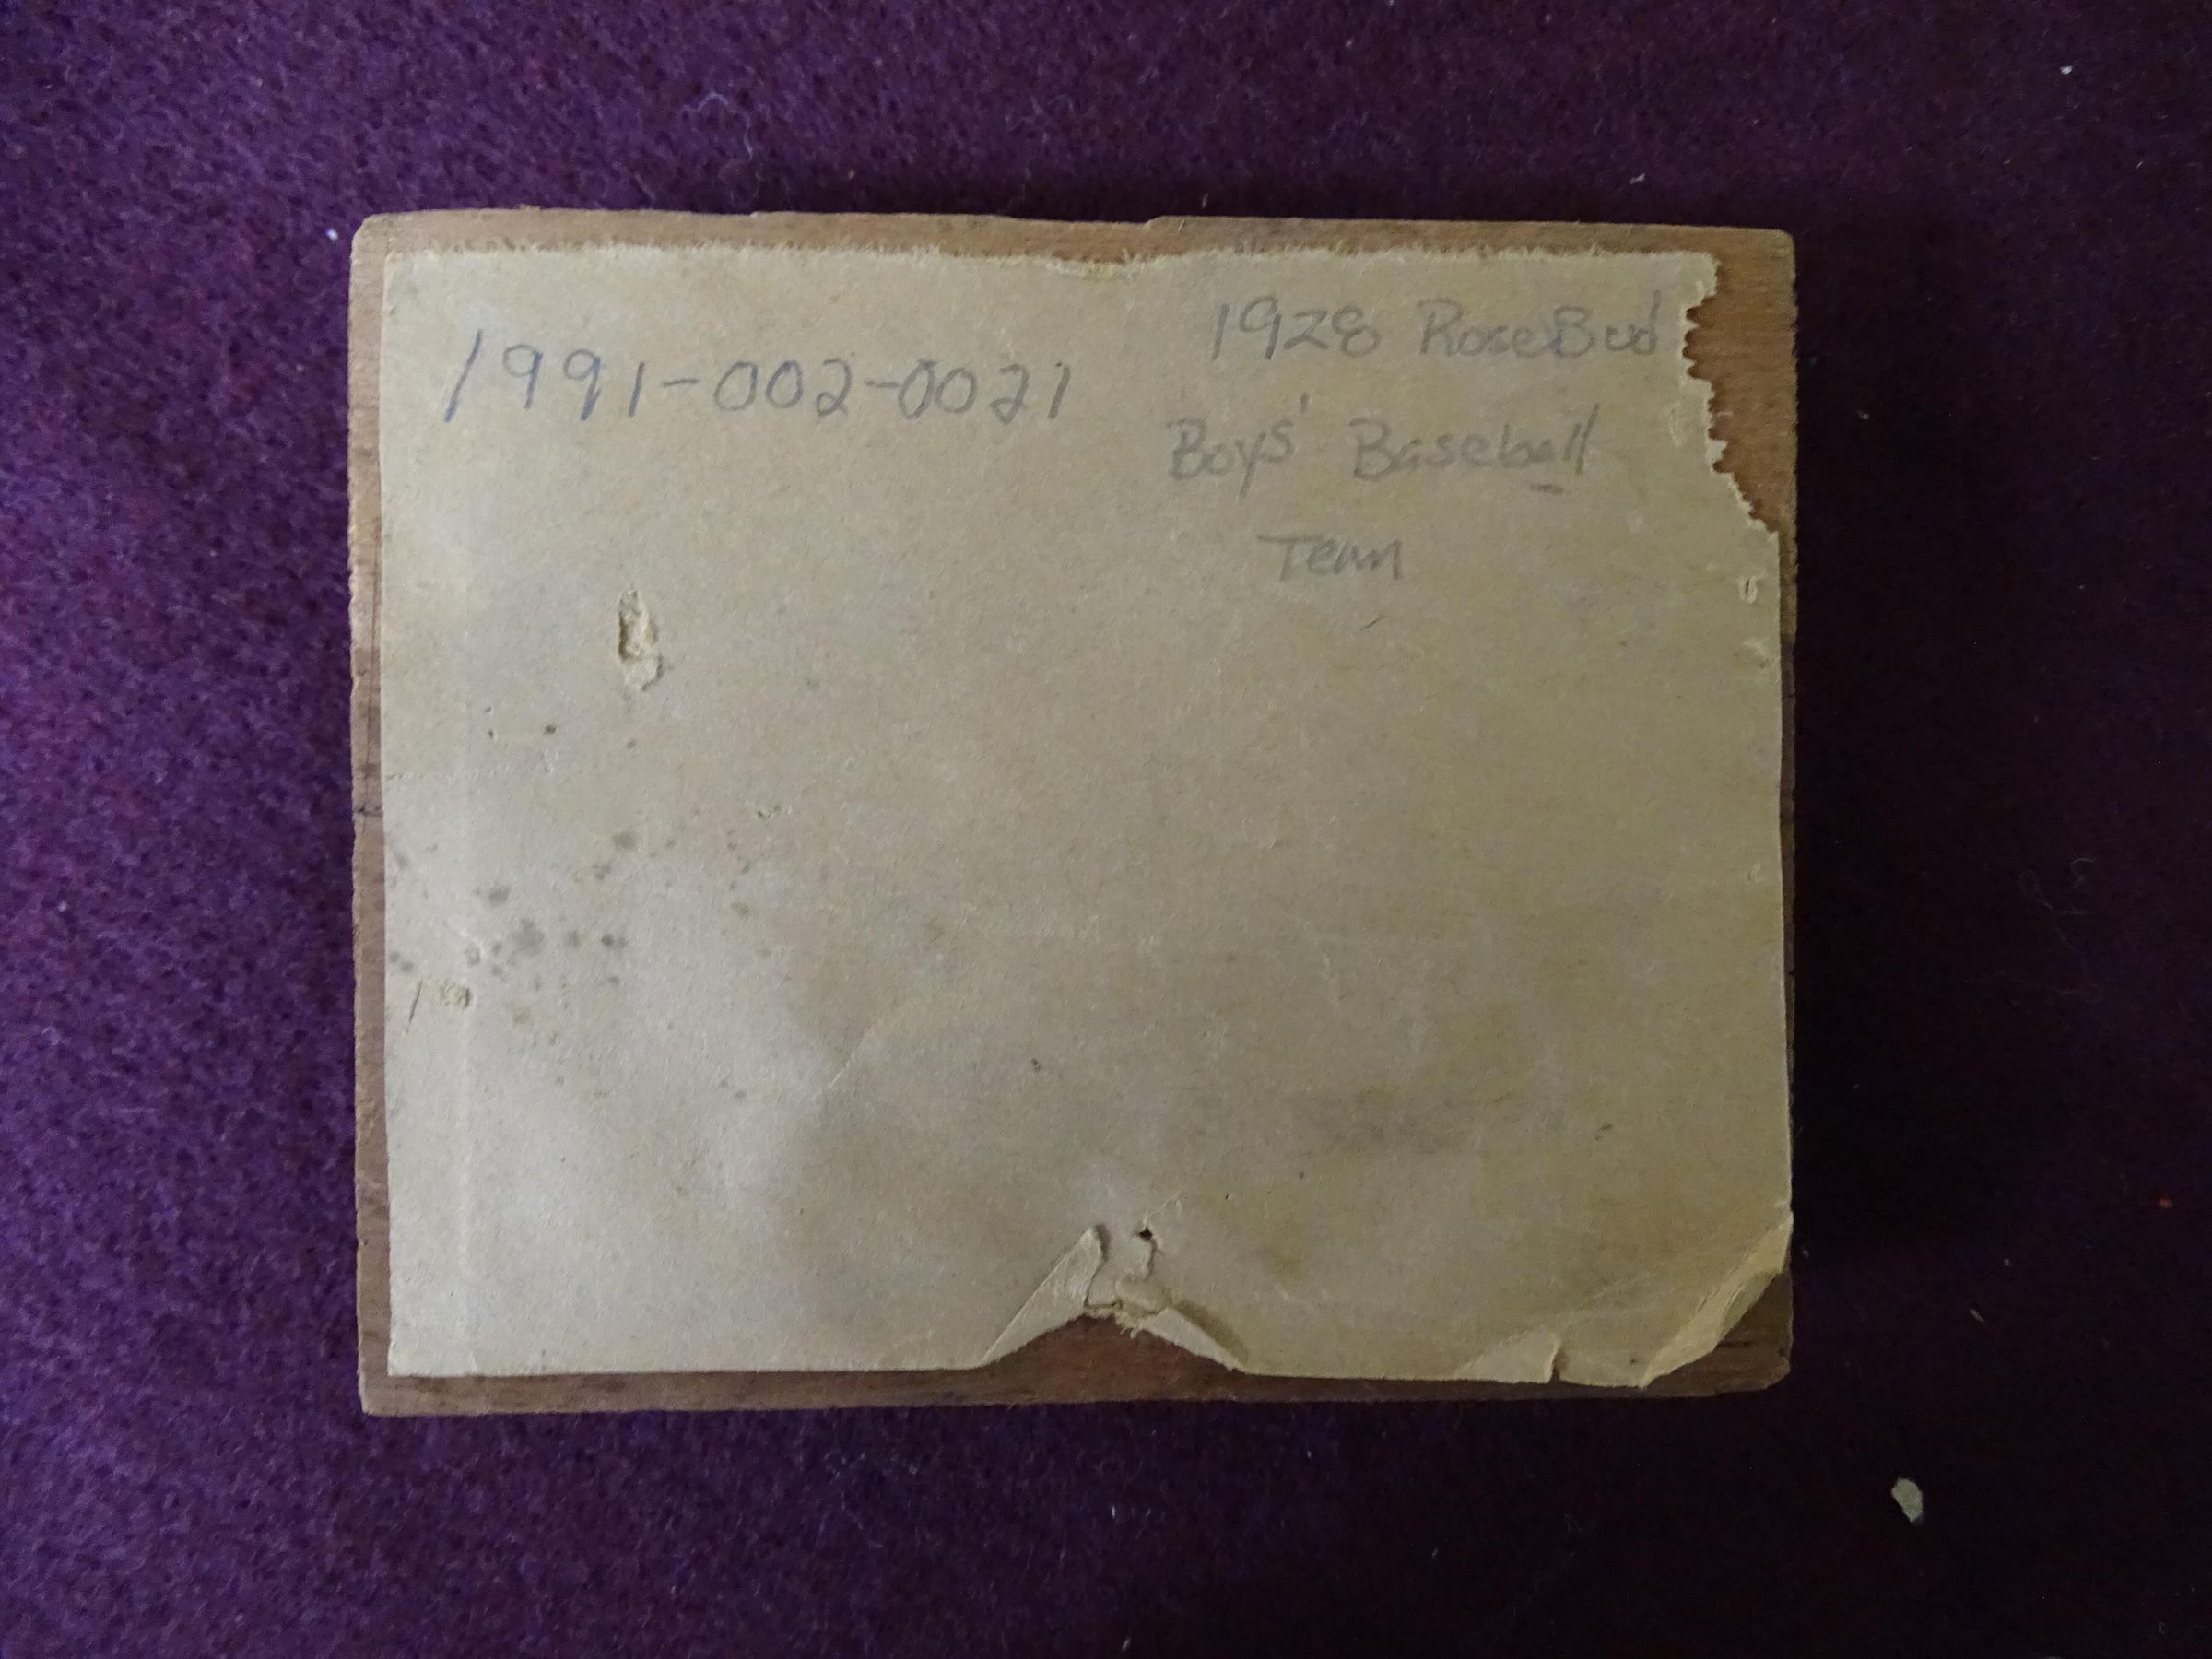 1991-002-0021
1928 RoseBud
Boys' Baseball
Team